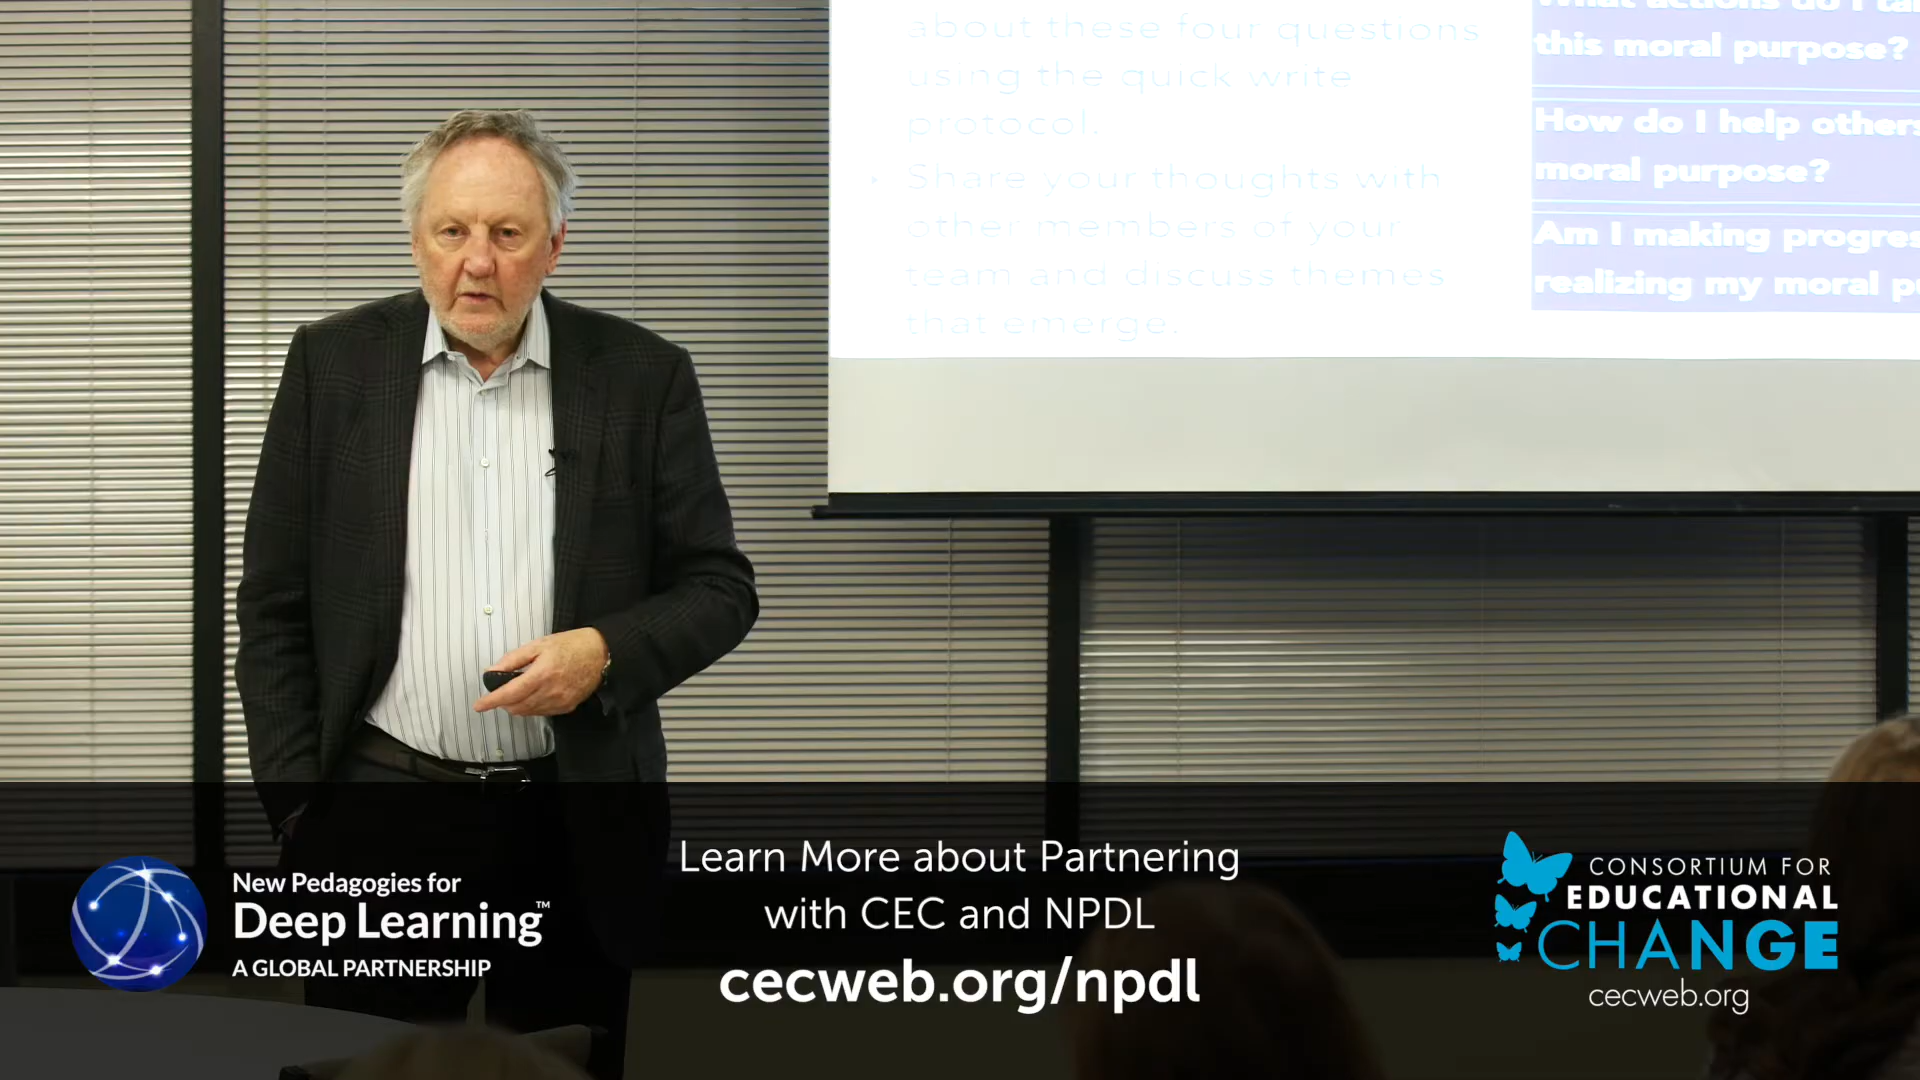 about these four questions
using the quick write
protocol.
Share your thoughts with
other members of your
team and discuss themes
that emerge.
What actions do I
this moral purpose?
How do I help others
moral purpose?
Am I making
realizing my moral
New Pedagogies for
Deep Learning™
A GLOBAL PARTNERSHIP
Learn More about Partnering
with CEC and NPDL
cecweb.org/npdl
CONSORTIUM FOR
EDUCATIONAL
CHANGE
cecweb.org